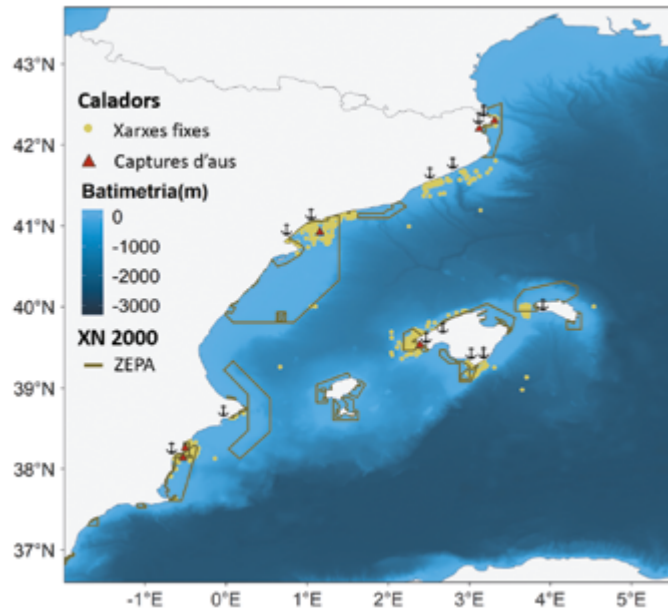 43°N
42°N
41°N
40°N
39°N
38°N
37°N
Caladors
Xarxes fixes
Captures d'aus
Batimetria(m)
0
-1000
-2000
-3000
XN 2000
ZEPA
-1°E
0°E
1°E
2°E
3°E
4°E
5°E